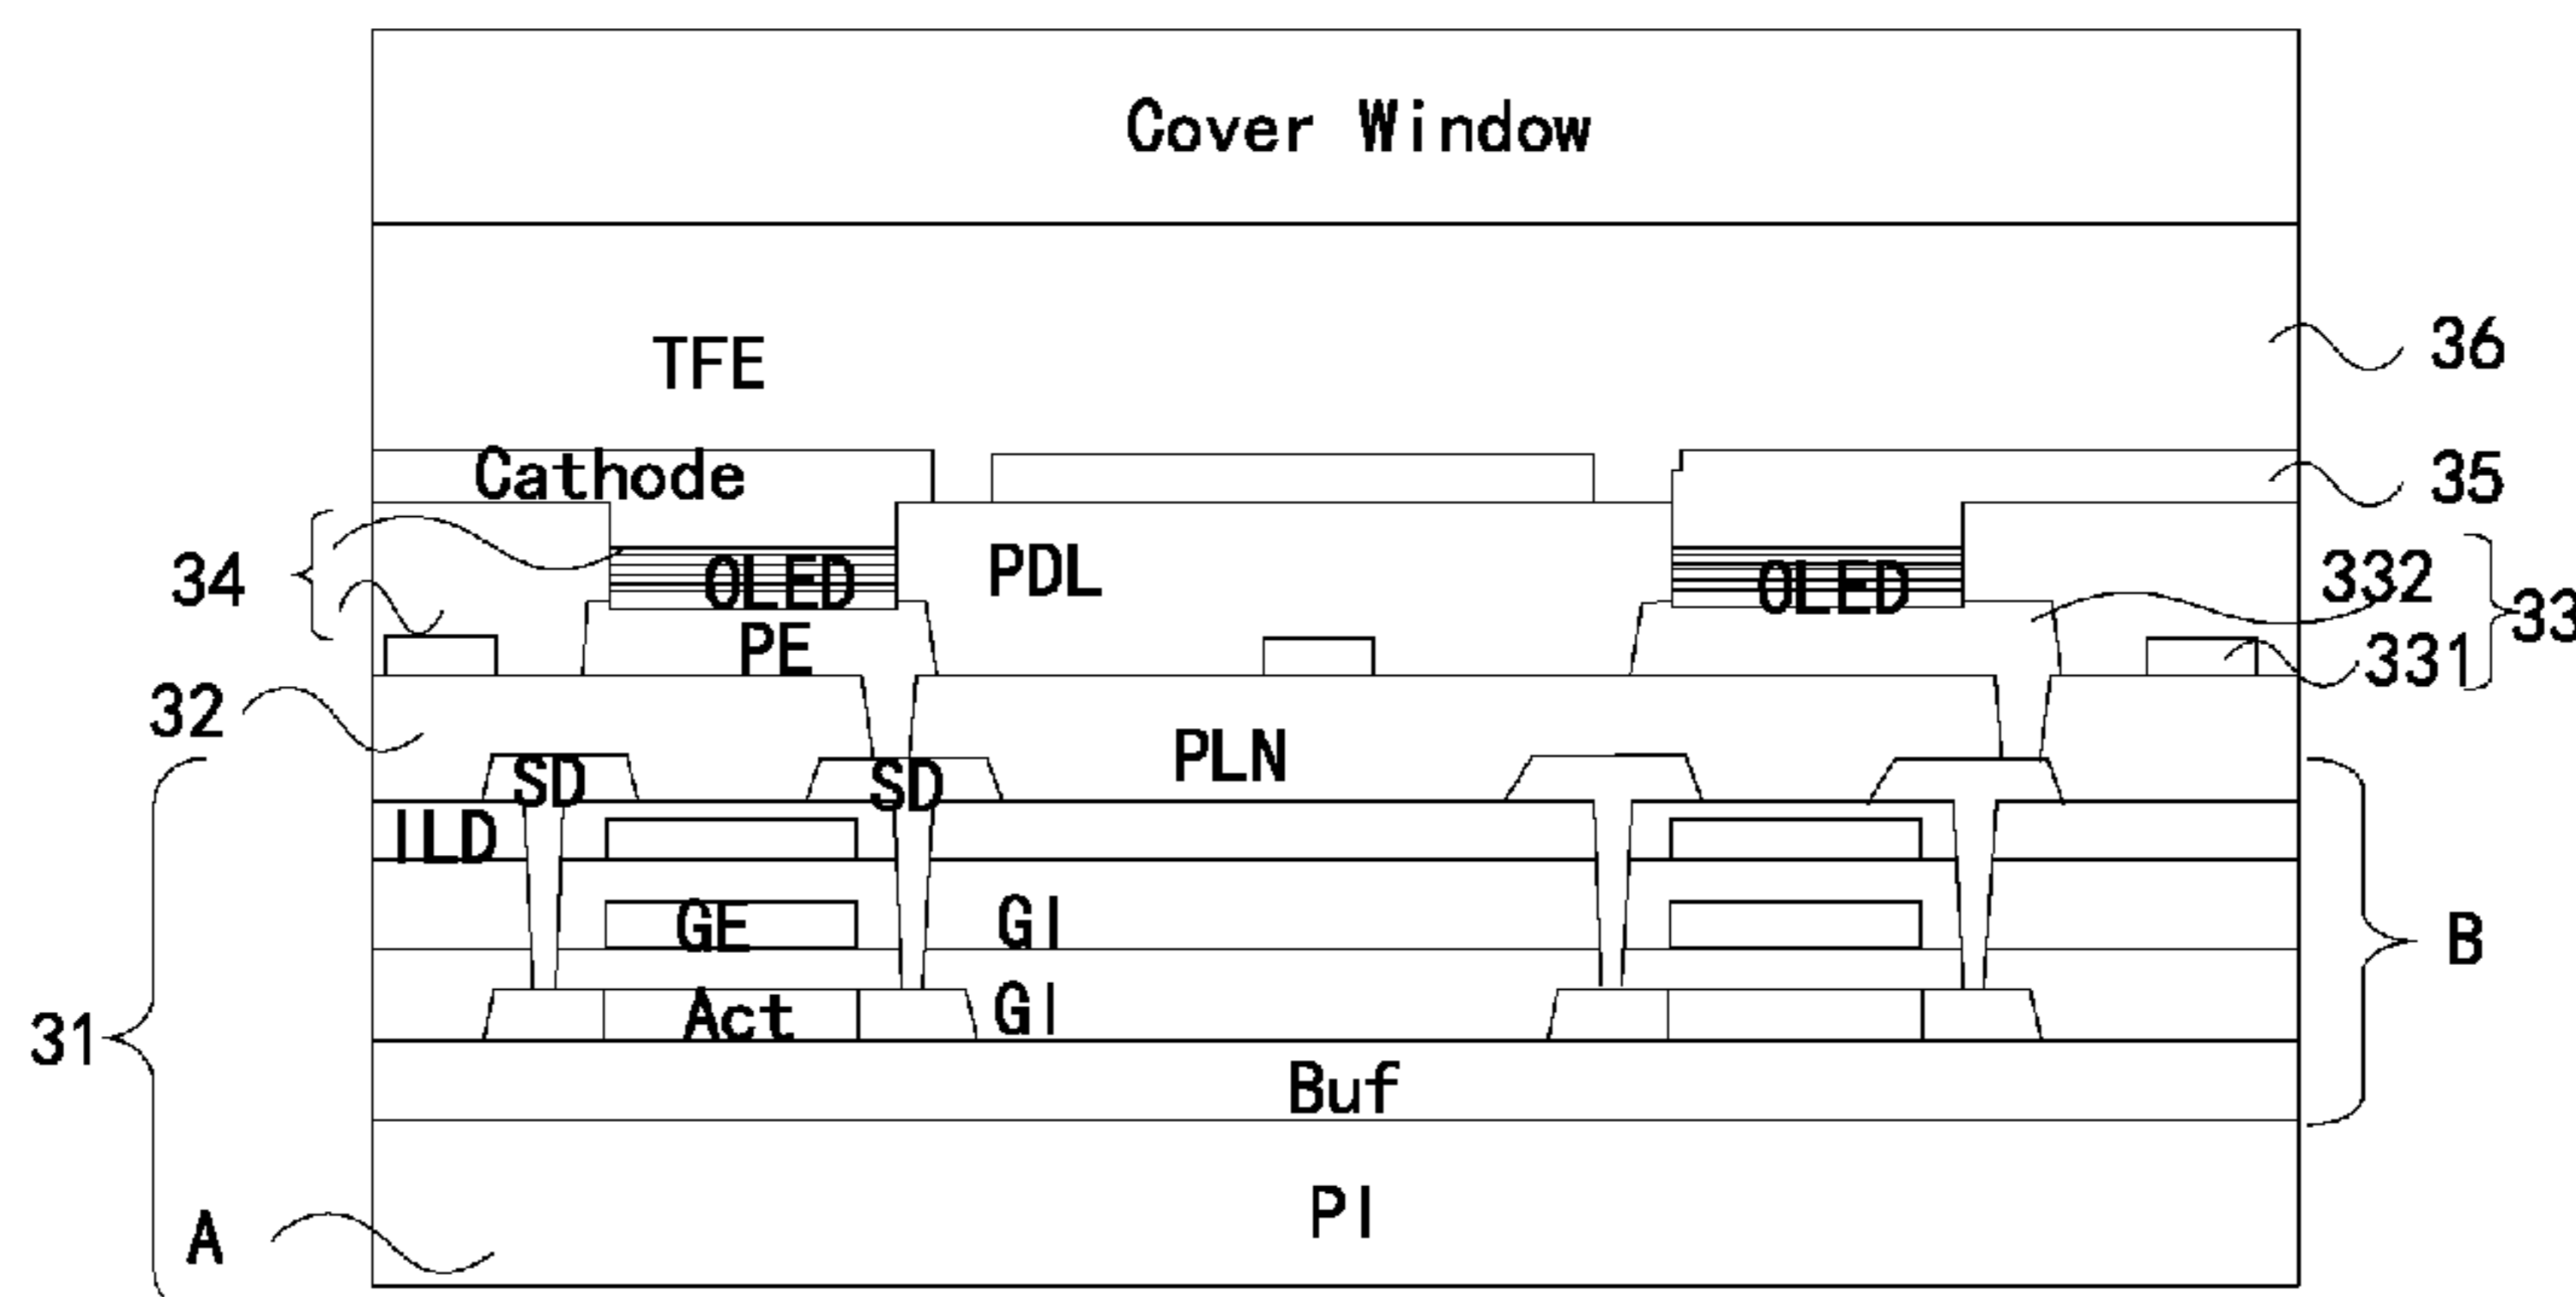 Cover Window
TFE
36
Cathode
35
34
OLED
PDL
OLED
332
33
PE
331
32
SD
SD
PLN
ILD
GE
GI
B
31
Act
GI
Buf
A
PI